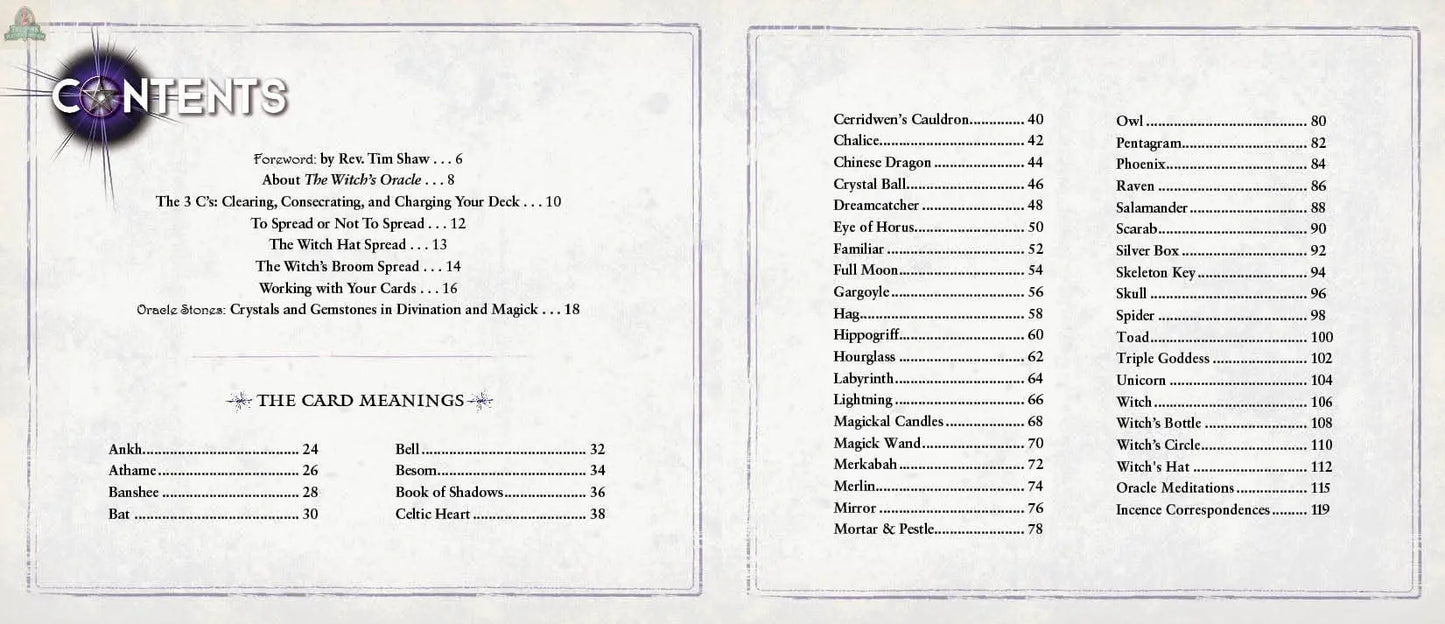 CONTENTS
Foreword: by Rev. Tim Shaw . . . 6
About The Witch's Oracle . . . 8
The 3 C's: Clearing, Consecrating, and Charging Your Deck . . . 10
To Spread or Not To Spread . . . 12
The Witch Hat Spread . . . 13
The Witch's Broom Spread . . . 14
Working with Your Cards . . . 16
Oracle Stones: Crystals and Gemstones in Divination and Magick . . . 18
THE CARD MEANINGS
Ankh 24
Athame 26
Banshee 28
Bat 30
Bell 32
Besom 34
Book of Shadows 36
Celtic Heart 38
Cerridwen's Cauldron 40
Chalice 42
Chinese Dragon 44
Crystal Ball 46
Dreamcatcher 48
Eye of Horus 50
Familiar 52
Full Moon 54
Gargoyle 56
Hag 58
Hippogriff 60
Hourglass 62
Labyrinth 64
Lightning 66
Magickal Candles 68
Magick Wand 70
Merkabah 72
Merlin 74
Mirror 76
Mortar & Pestle 78
Owl 80
Pentagram 82
Phoenix 84
Raven 86
Salamander 88
Scarab 90
Silver Box 92
Skeleton Key 94
Skull 96
Spider 98
Toad 100
Triple Goddess 102
Unicorn 104
Witch 106
Witch's Bottle 108
Witch's Circle 110
Witch's Hat 112
Oracle Meditations 115
Incence Correspondences 119